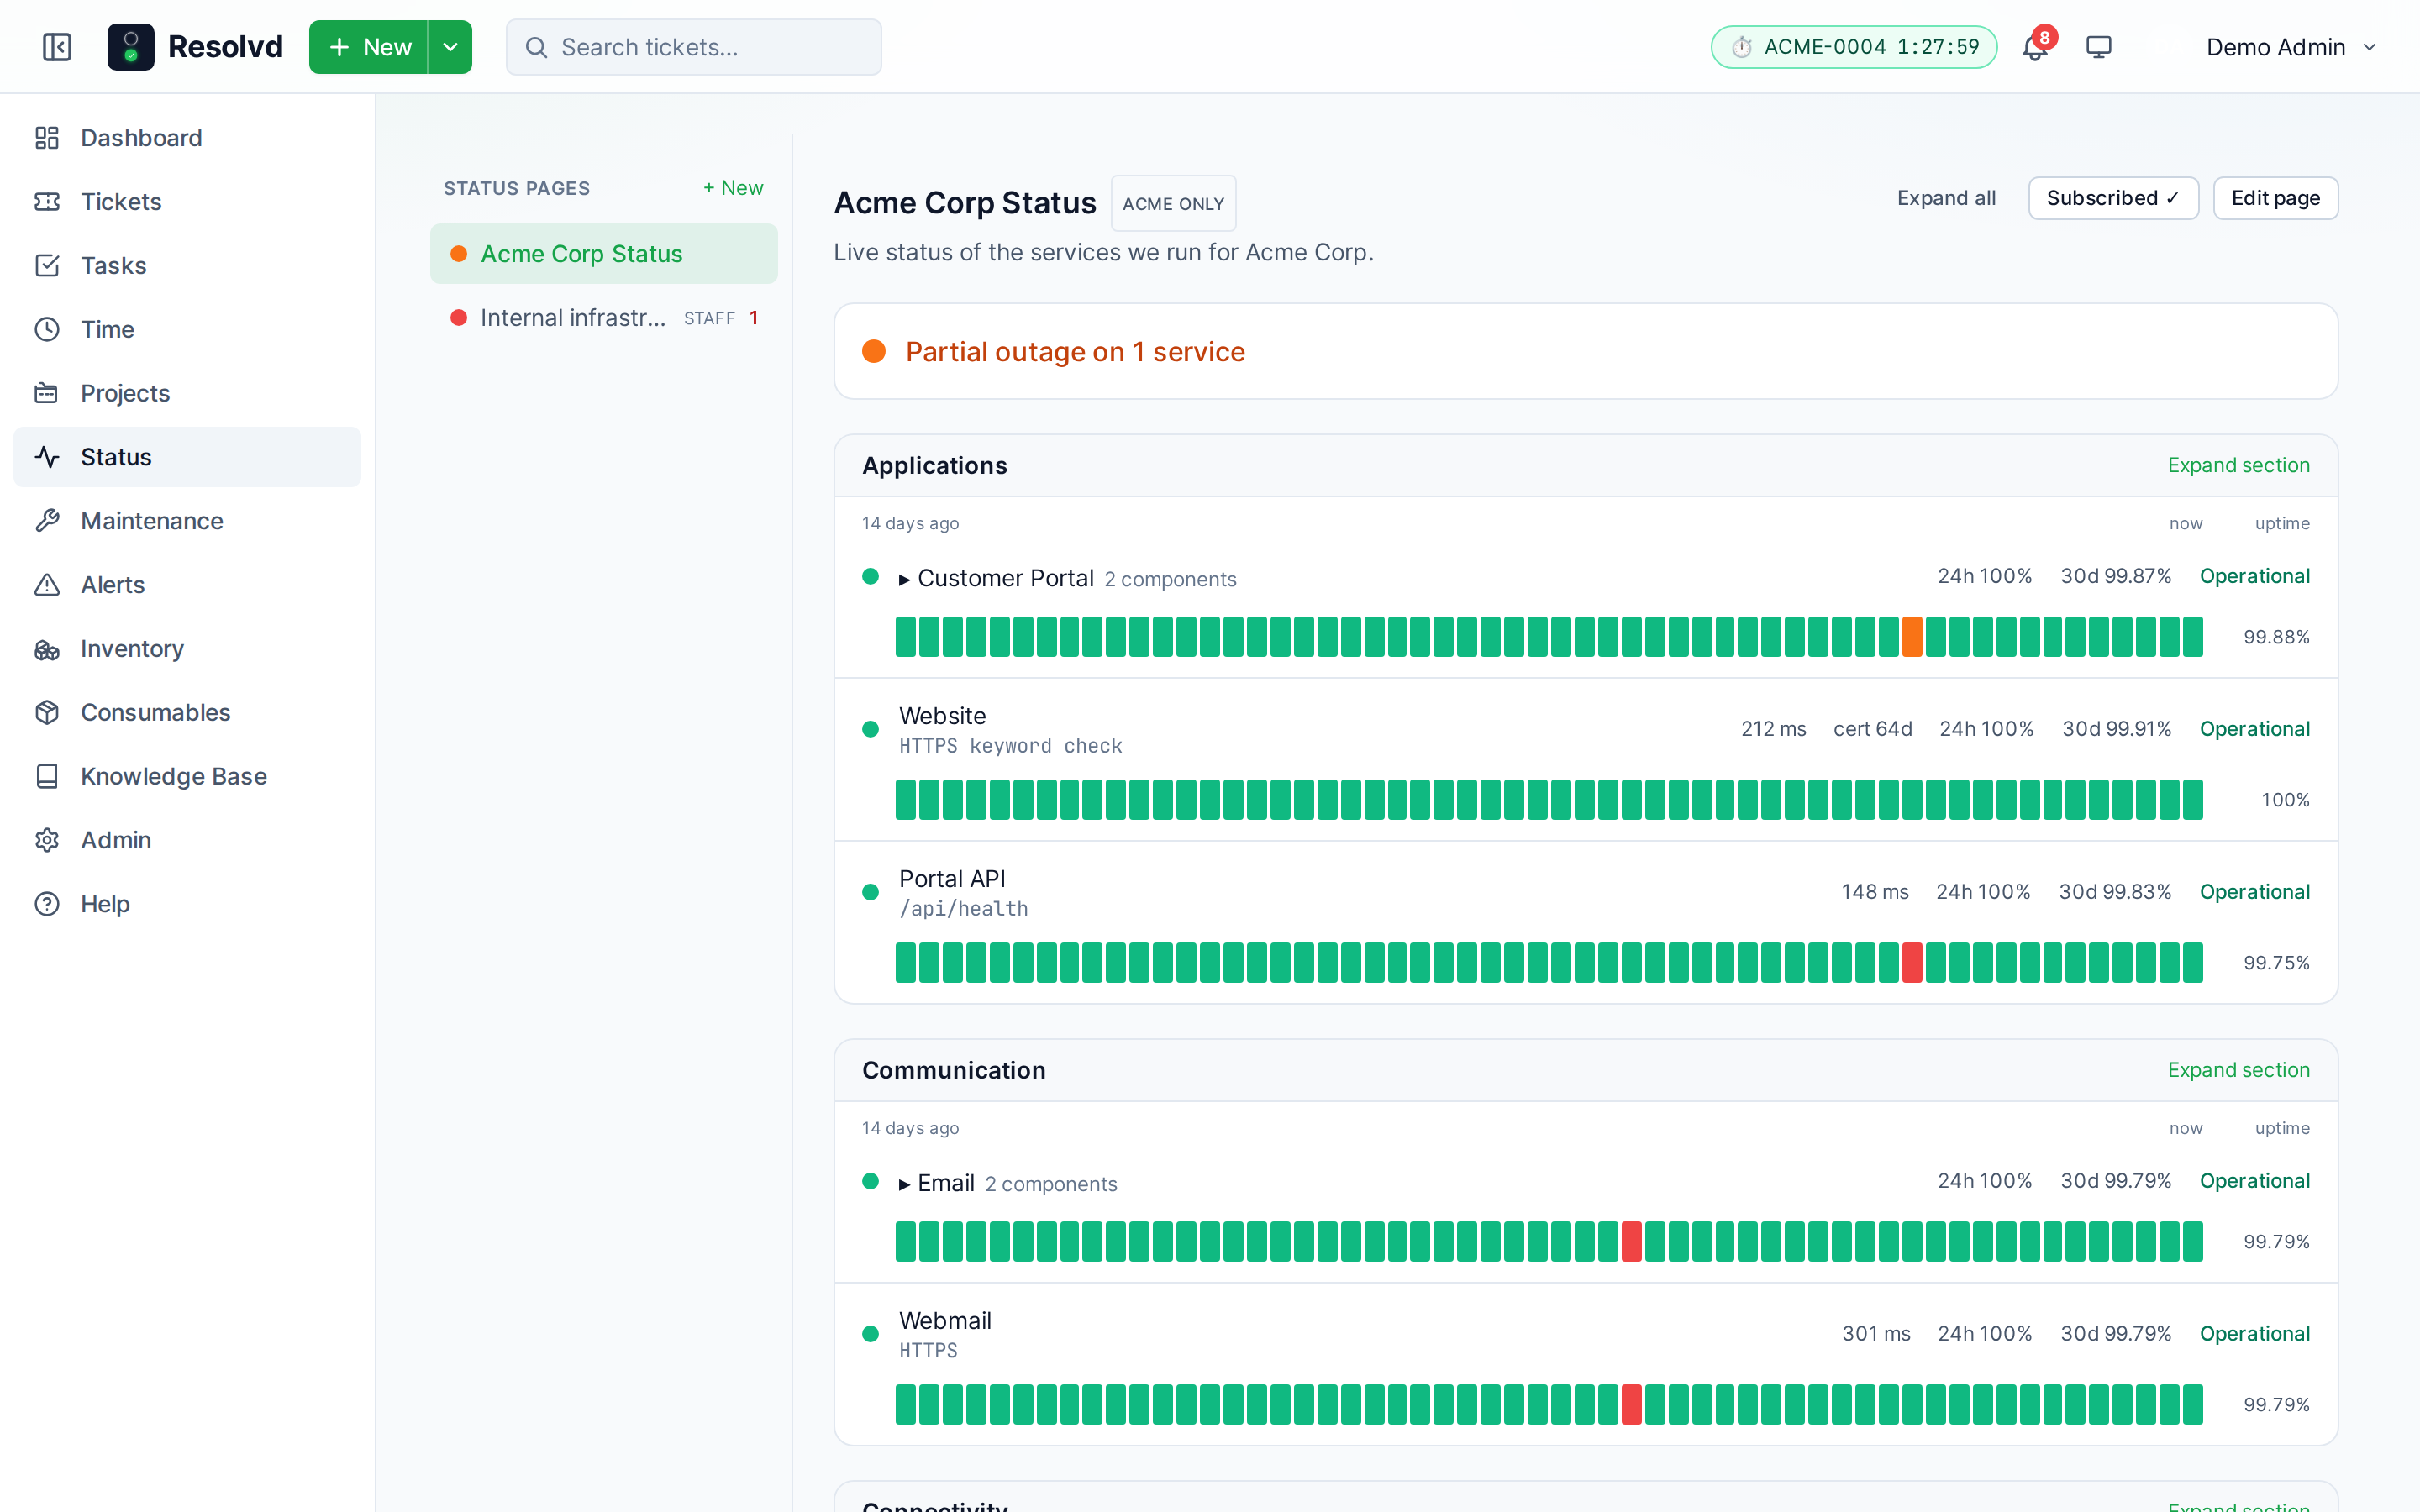 Resolvd
+ New
Search tickets...
ACME-0004 1:27:59
8
Demo Admin
Dashboard
Tickets
Tasks
Time
Projects
Status
Maintenance
Alerts
Inventory
Consumables
Knowledge Base
Admin
Help
STATUS PAGES
+ New
Acme Corp Status
Internal infrastr... STAFF 1
Acme Corp Status ACME ONLY
Expand all
Subscribed ✓
Edit page
Live status of the services we run for Acme Corp.
Partial outage on 1 service
Applications
Expand section
14 days ago now uptime
▸ Customer Portal 2 components 24h 100% 30d 99.87% Operational
99.88%
Website 212 ms cert 64d 24h 100% 30d 99.91% Operational
HTTPS keyword check
100%
Portal API 148 ms 24h 100% 30d 99.83% Operational
/api/health
99.75%
Communication
Expand section
14 days ago now uptime
▸ Email 2 components 24h 100% 30d 99.79% Operational
99.79%
Webmail 301 ms 24h 100% 30d 99.79% Operational
HTTPS
99.79%
Connectivity
Expand section